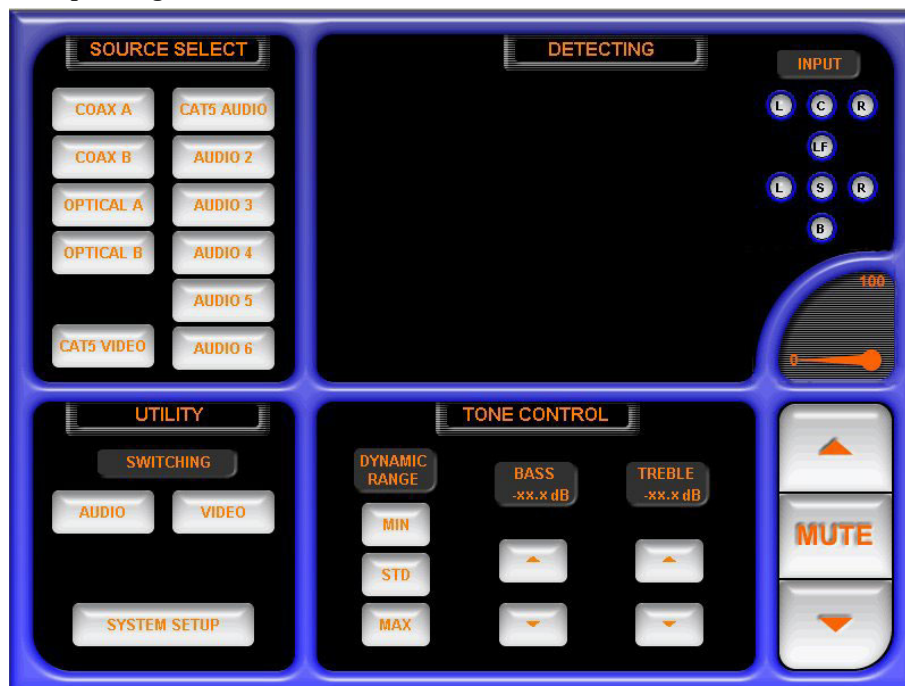 SOURCE SELECT
COAX A
CAT5 AUDIO
COAX B
AUDIO 2
OPTICAL A
AUDIO 3
OPTICAL B
AUDIO 4
AUDIO 5
CAT5 VIDEO
AUDIO 6
DETECTING
INPUT
L C R
LF
L S R
B
100
0
UTILITY
SWITCHING
AUDIO
VIDEO
SYSTEM SETUP
TONE CONTROL
DYNAMIC
RANGE
MIN
STD
MAX
BASS
-xx.x dB
TREBLE
-xx.x dB
MUTE